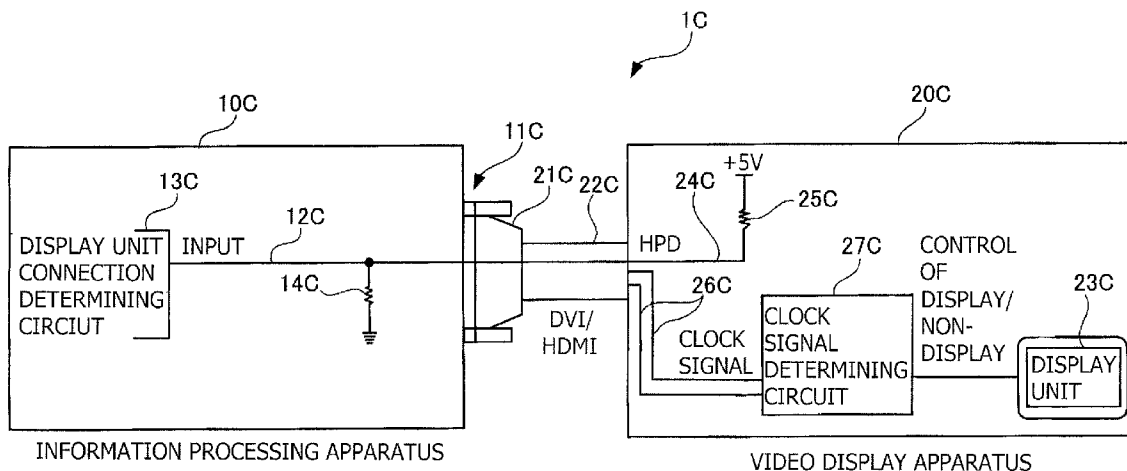 1C
10C
20C
11C
13C
21C
22C
24C
+5V
25C
12C
DISPLAY UNIT
CONNECTION
DETERMINING
CIRCIUT
INPUT
14C
HPD
DVI/
HDMI
26C
CLOCK
SIGNAL
27C
CLOCK
SIGNAL
DETERMINING
CIRCUIT
CONTROL
OF
DISPLAY/
NON-
DISPLAY
23C
DISPLAY
UNIT
INFORMATION PROCESSING APPARATUS
VIDEO DISPLAY APPARATUS